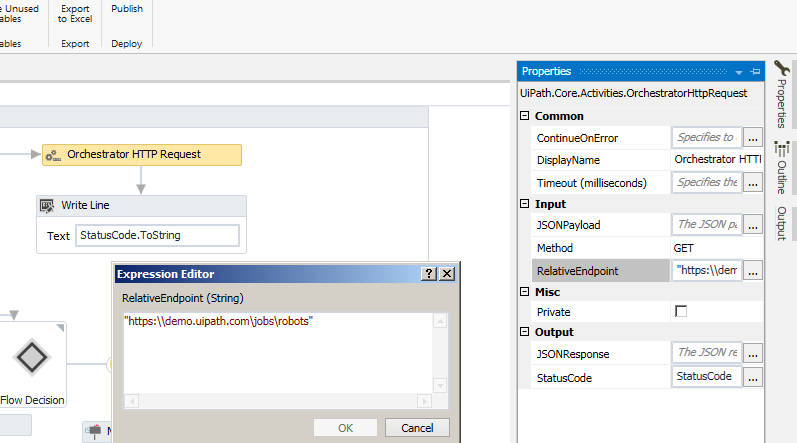 e Unused
ables
Export
to Excel
Publish
ables
Export
Deploy
Orchestrator HTTP Request
Write Line
Text
StatusCode.ToString
Expression Editor
RelativeEndpoint (String)
"https:\\demo.uipath.com\jobs\robots"
OK
Cancel
Flow Decision
Properties
UiPath.Core.Activities.OrchestratorHttpRequest
Common
ContinueOnError
Specifies to
...
DisplayName
Orchestrator HTTI
Timeout (milliseconds)
Specifies the
...
Input
JSONPayload
The JSON pa
...
Method
GET
RelativeEndpoint
"https:\\dem
...
Misc
Private
Output
JSONResponse
The JSON re
...
StatusCode
StatusCode
...
Properties
Outline
Output